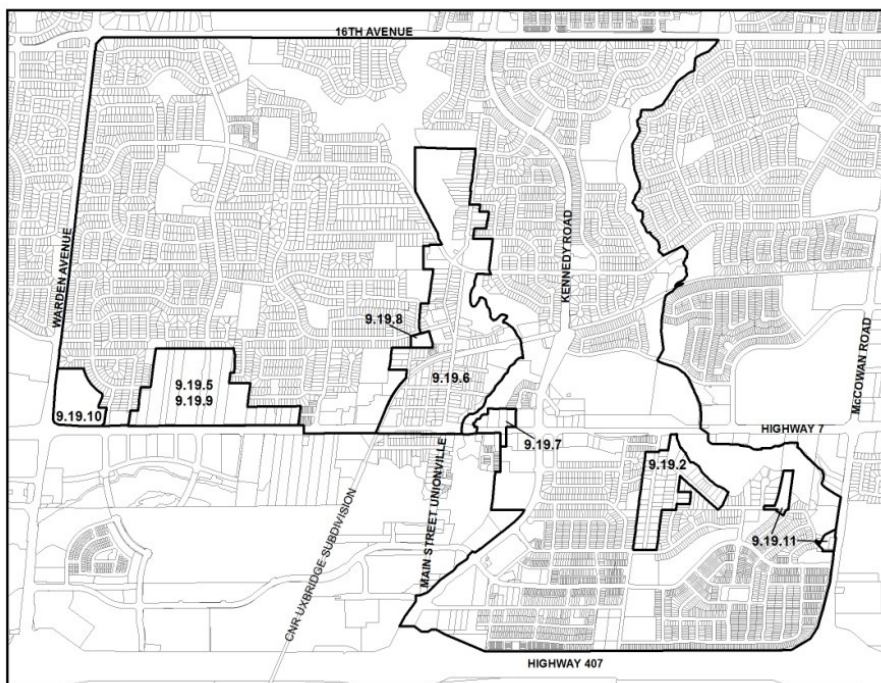 16TH AVENUE
WARDEN AVENUE
KENNEDY ROAD
9.19.8
McCOWAN ROAD
9.19.5
9.19.9
9.19.6
9.19.10
HIGHWAY 7
9.19.7
9.19.2
MAIN STREET UNIONVILLE
CNR UXBRIDGE SUBDIVISION
9.19.11
HIGHWAY 407